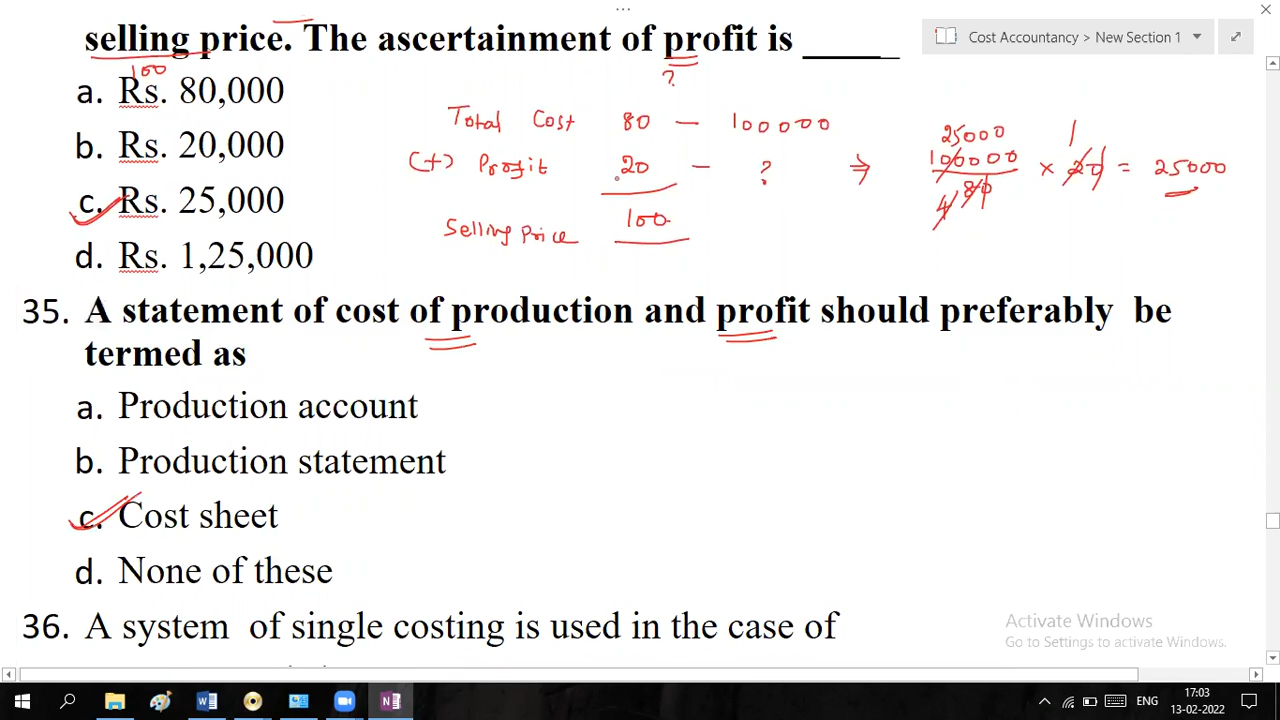 Cost Accountancy > New Section 1
selling price. The ascertainment of profit is ______
100
?
a. Rs. 80,000
b. Rs. 20,000
c. Rs. 25,000
d. Rs. 1,25,000
Total Cost 80 — 100000
(+) Profit 20 — ? ⇒ 100000 / 80 × 20 = 25000
25000
1
4
Selling Price 100
35. A statement of cost of production and profit should preferably be
termed as
a. Production account
b. Production statement
c. Cost sheet
d. None of these
36. A system of single costing is used in the case of
Activate Windows
Go to Settings to activate Windows.
ENG
17:03
13-02-2022